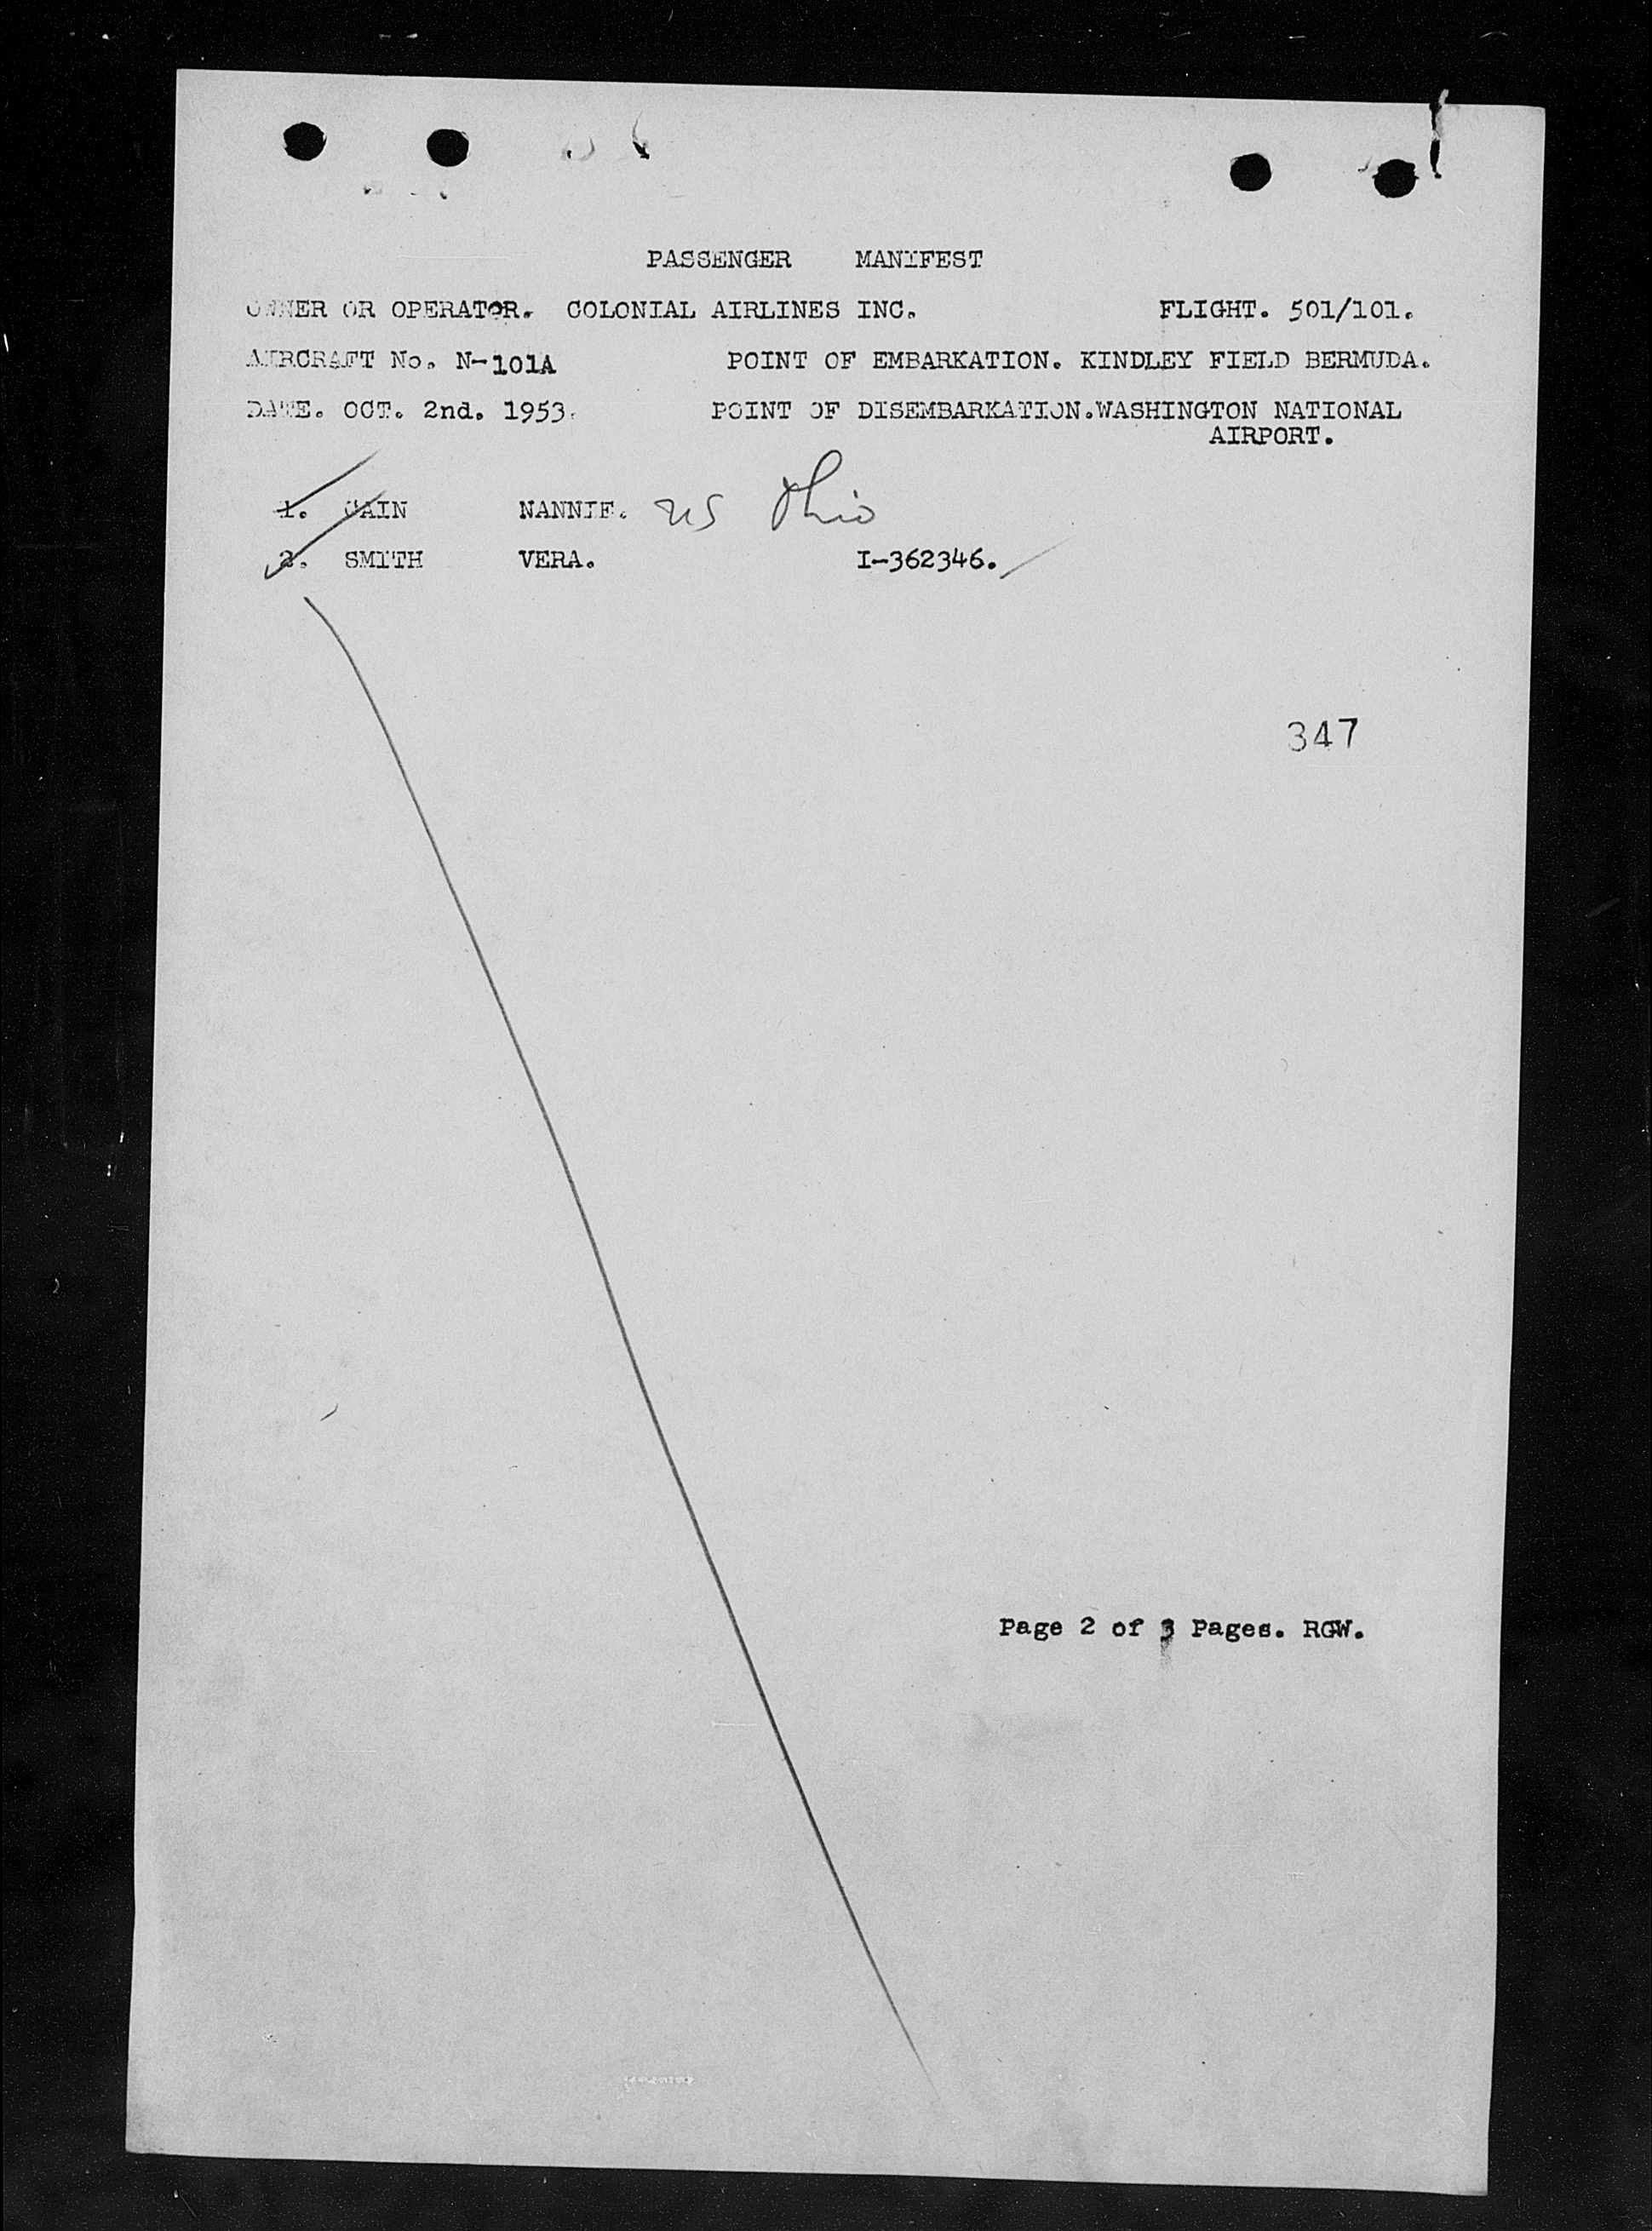 PASSENGER MANIFEST
OWNER OR OPERATOR. COLONIAL AIRLINES INC. FLIGHT. 501/101.
AIRCRAFT No. N-101A POINT OF EMBARKATION. KINDLEY FIELD BERMUDA.
DATE. OCT. 2nd. 1953. POINT OF DISEMBARKATION.WASHINGTON NATIONAL
AIRPORT.
1. CAIN NANNIE. US Ohio
2. SMITH VERA. I-362346.
347
Page 2 of 3 Pages. RGW.